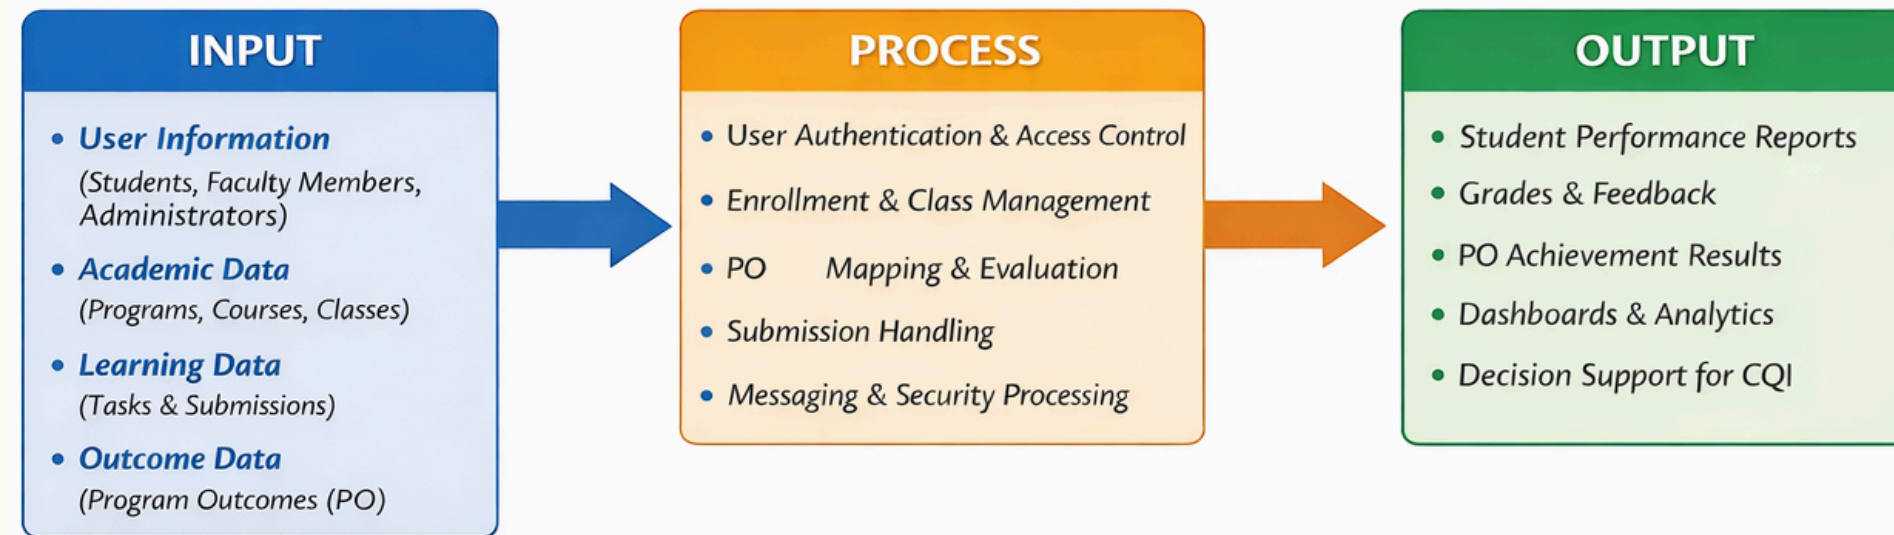 INPUT
• User Information
(Students, Faculty Members,
Administrators)
• Academic Data
(Programs, Courses, Classes)
• Learning Data
(Tasks & Submissions)
• Outcome Data
(Program Outcomes (PO)
PROCESS
• User Authentication & Access Control
• Enrollment & Class Management
• PO Mapping & Evaluation
• Submission Handling
• Messaging & Security Processing
OUTPUT
• Student Performance Reports
• Grades & Feedback
• PO Achievement Results
• Dashboards & Analytics
• Decision Support for CQI